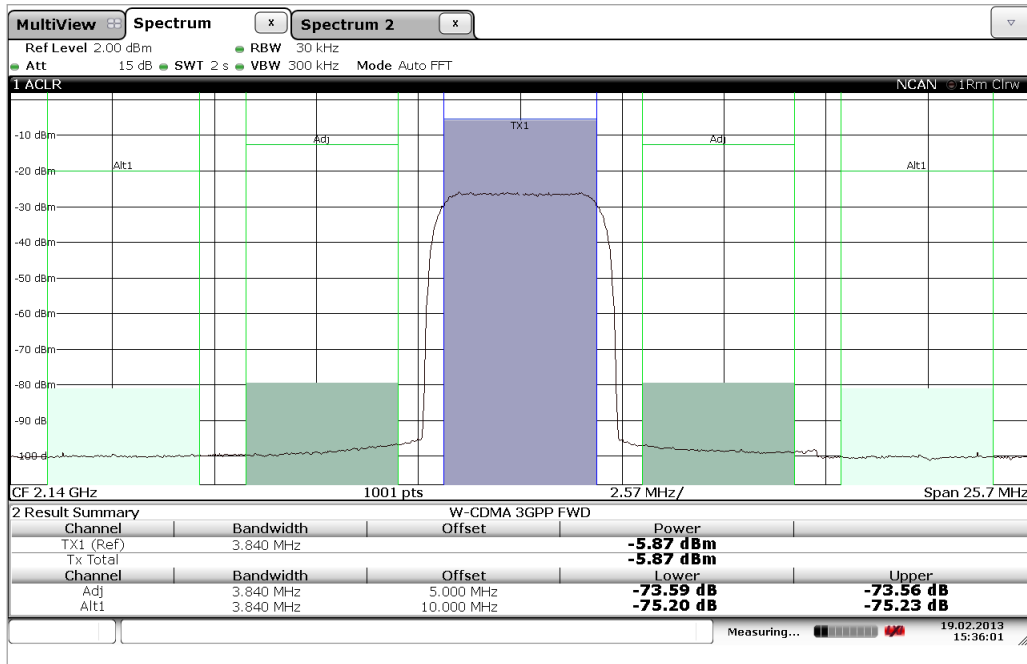 MultiView Spectrum x Spectrum 2 x
Ref Level 2.00 dBm RBW 30 kHz
Att 15 dB SWT 2 s VBW 300 kHz Mode Auto FFT
1 ACLR NCAN 1Rm Clrw
TX1
-10 dBm
Adj Adj
Alt1 Alt1
-20 dBm
-30 dBm
-40 dBm
-50 dBm
-60 dBm
-70 dBm
-80 dBm
-90 dB
-100 d
CF 2.14 GHz 1001 pts 2.57 MHz/ Span 25.7 MHz
2 Result Summary W-CDMA 3GPP FWD
Channel Bandwidth Offset Power
TX1 (Ref) 3.840 MHz -5.87 dBm
Tx Total -5.87 dBm
Channel Bandwidth Offset Lower Upper
Adj 3.840 MHz 5.000 MHz -73.59 dB -73.56 dB
Alt1 3.840 MHz 10.000 MHz -75.20 dB -75.23 dB
Measuring... 19.02.2013
15:36:01